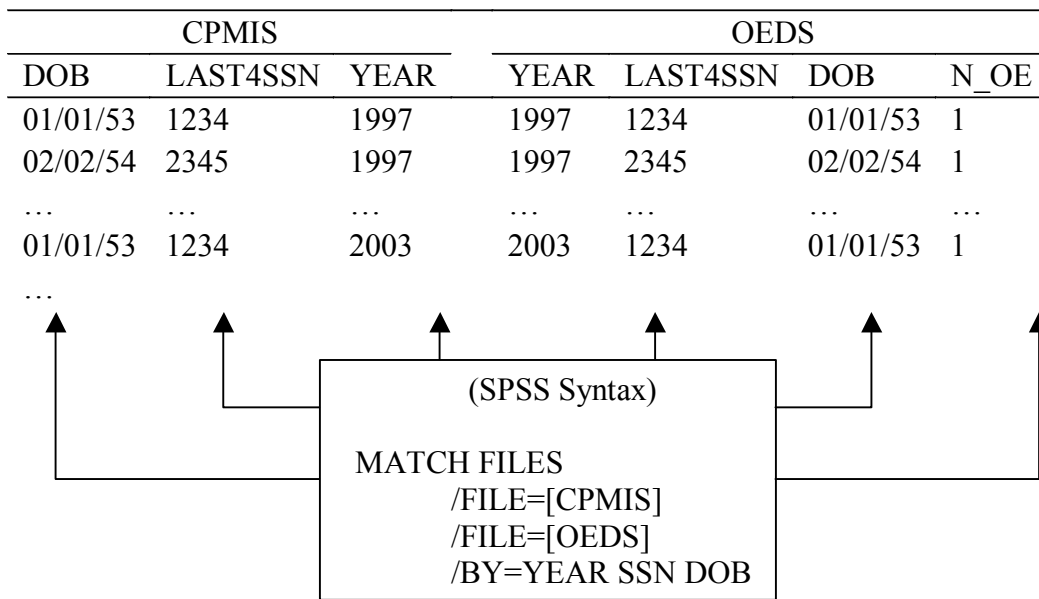 CPMIS OEDS
DOB LAST4SSN YEAR YEAR LAST4SSN DOB N_OE
01/01/53 1234 1997 1997 1234 01/01/53 1
02/02/54 2345 1997 1997 2345 02/02/54 1
… … … … … … …
01/01/53 1234 2003 2003 1234 01/01/53 1
…
(SPSS Syntax)
MATCH FILES
/FILE=[CPMIS]
/FILE=[OEDS]
/BY=YEAR SSN DOB